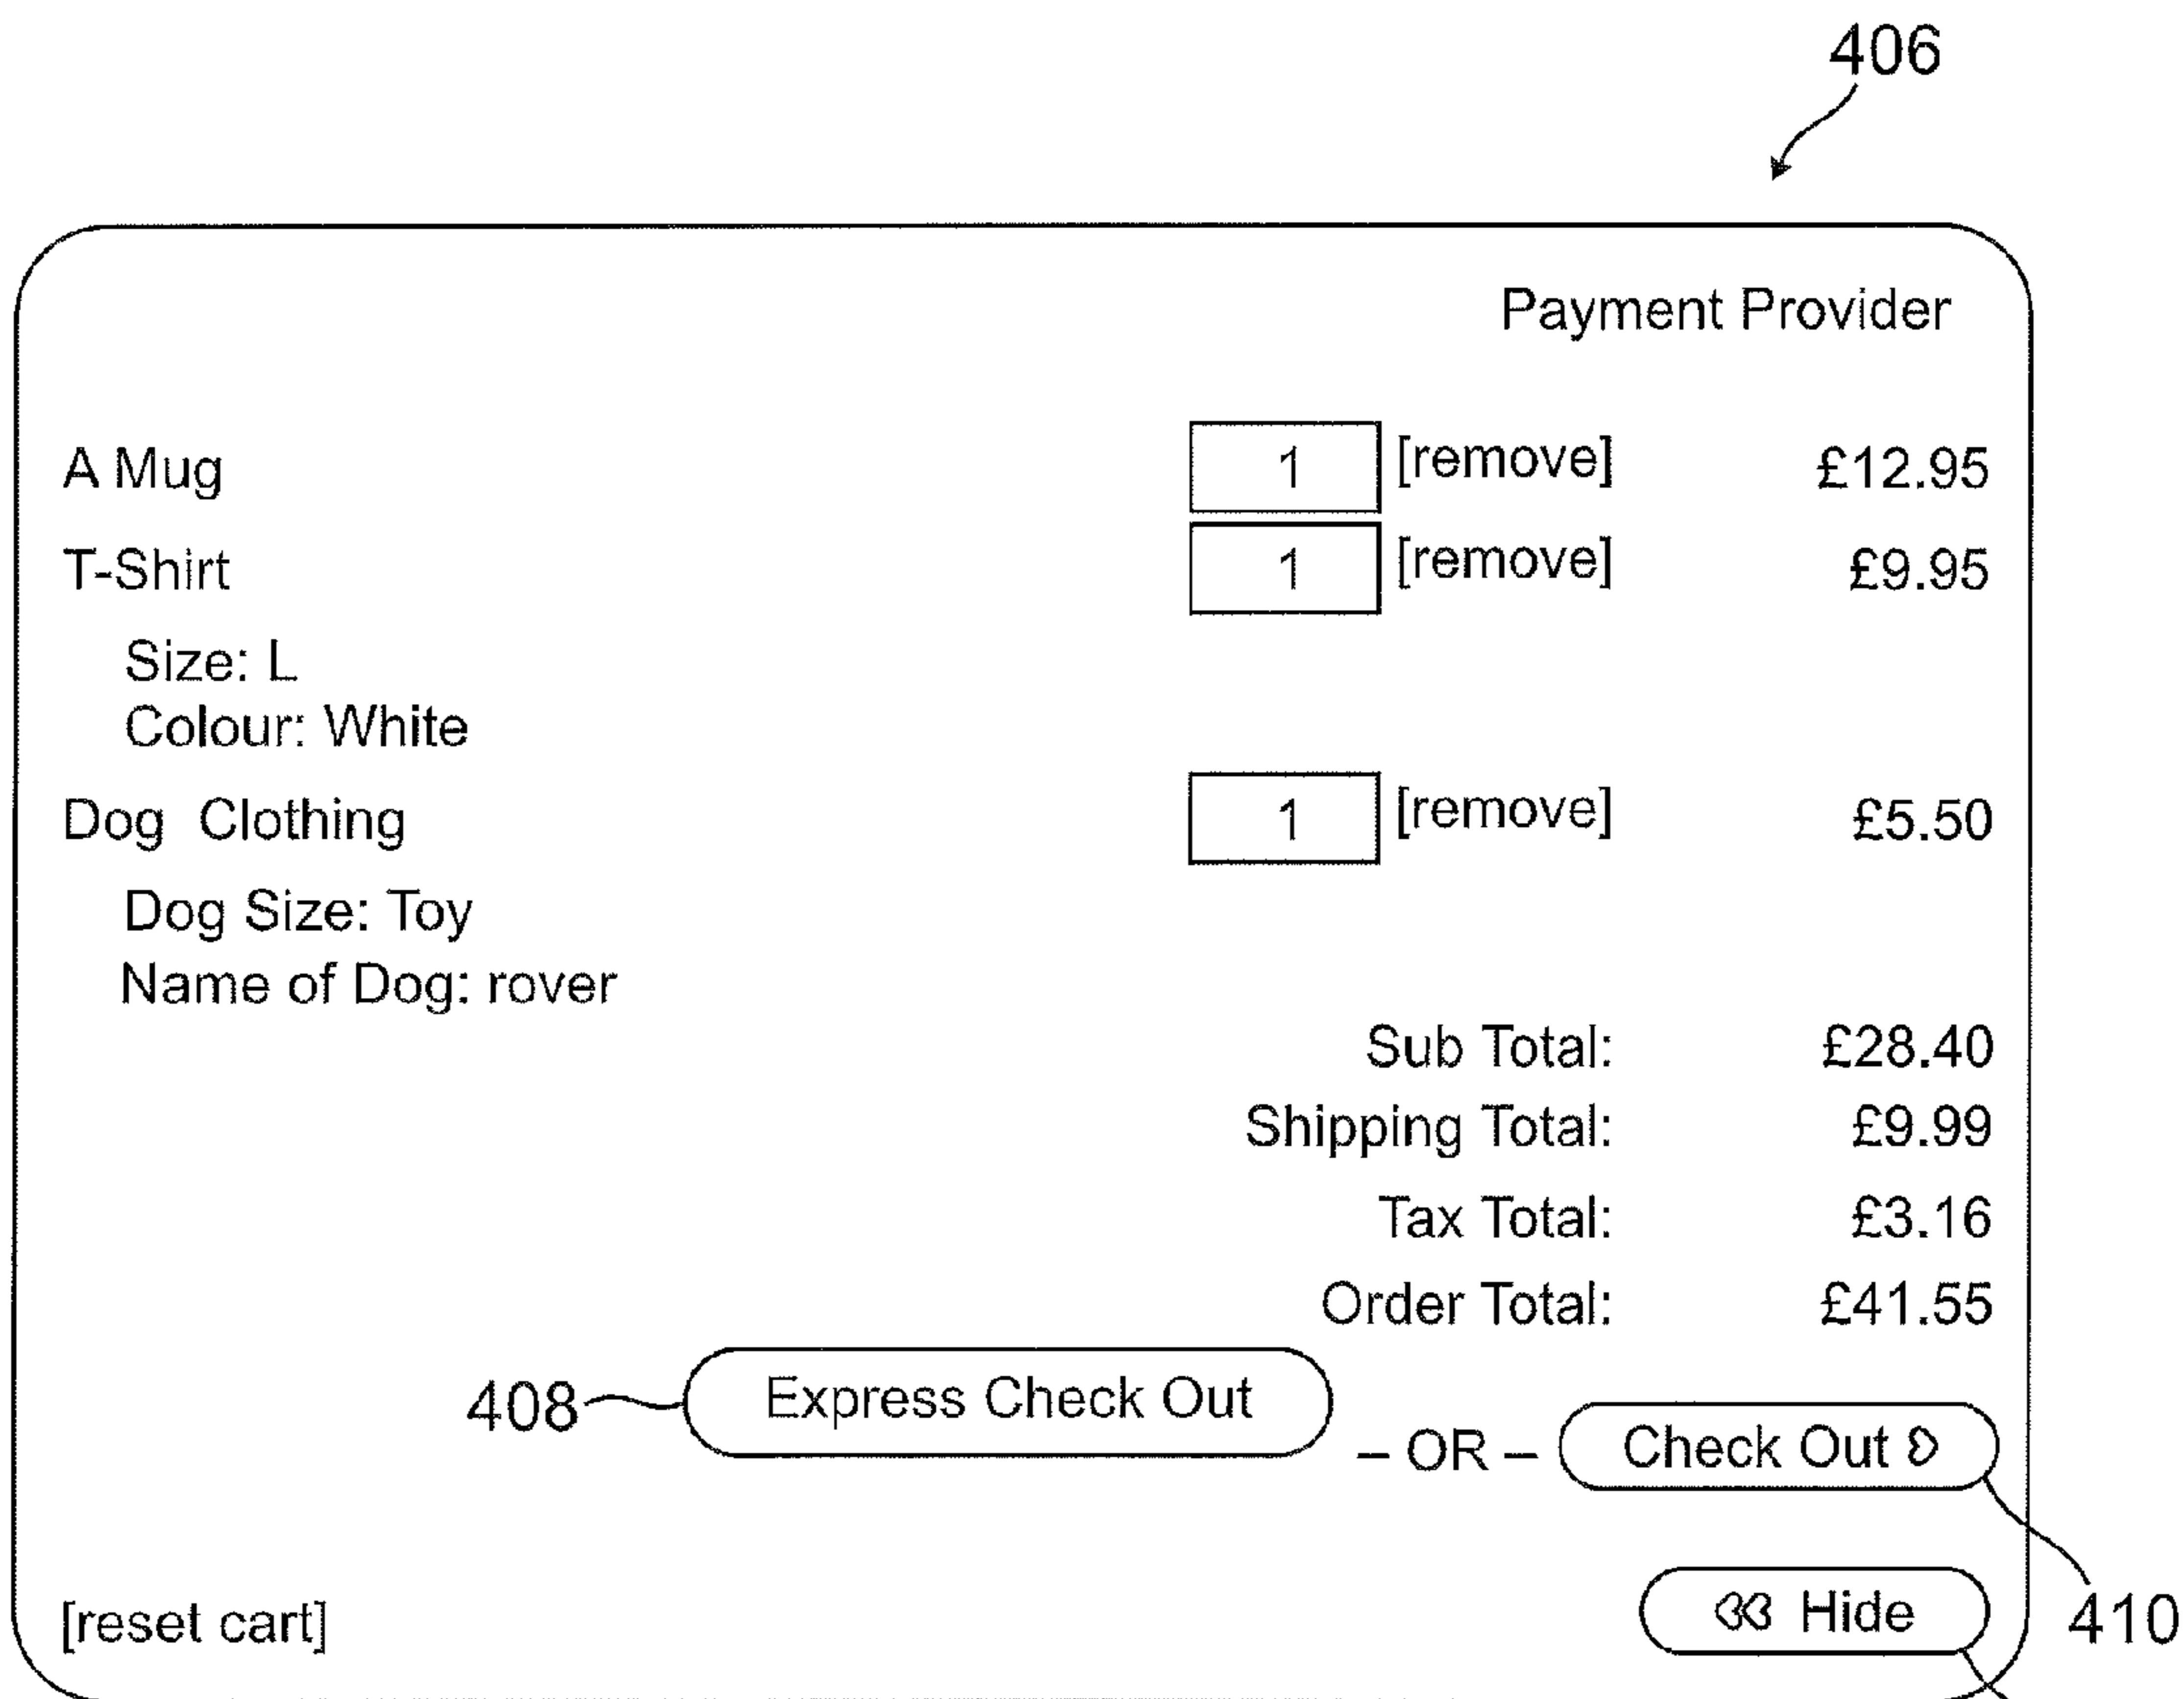 406
Payment Provider
A Mug 1 [remove] £12.95
T-Shirt 1 [remove] £9.95
Size: L
Colour: White
Dog Clothing 1 [remove] £5.50
Dog Size: Toy
Name of Dog: rover
Sub Total: £28.40
Shipping Total: £9.99
Tax Total: £3.16
Order Total: £41.55
408 Express Check Out – OR – Check Out
[reset cart] Hide 410